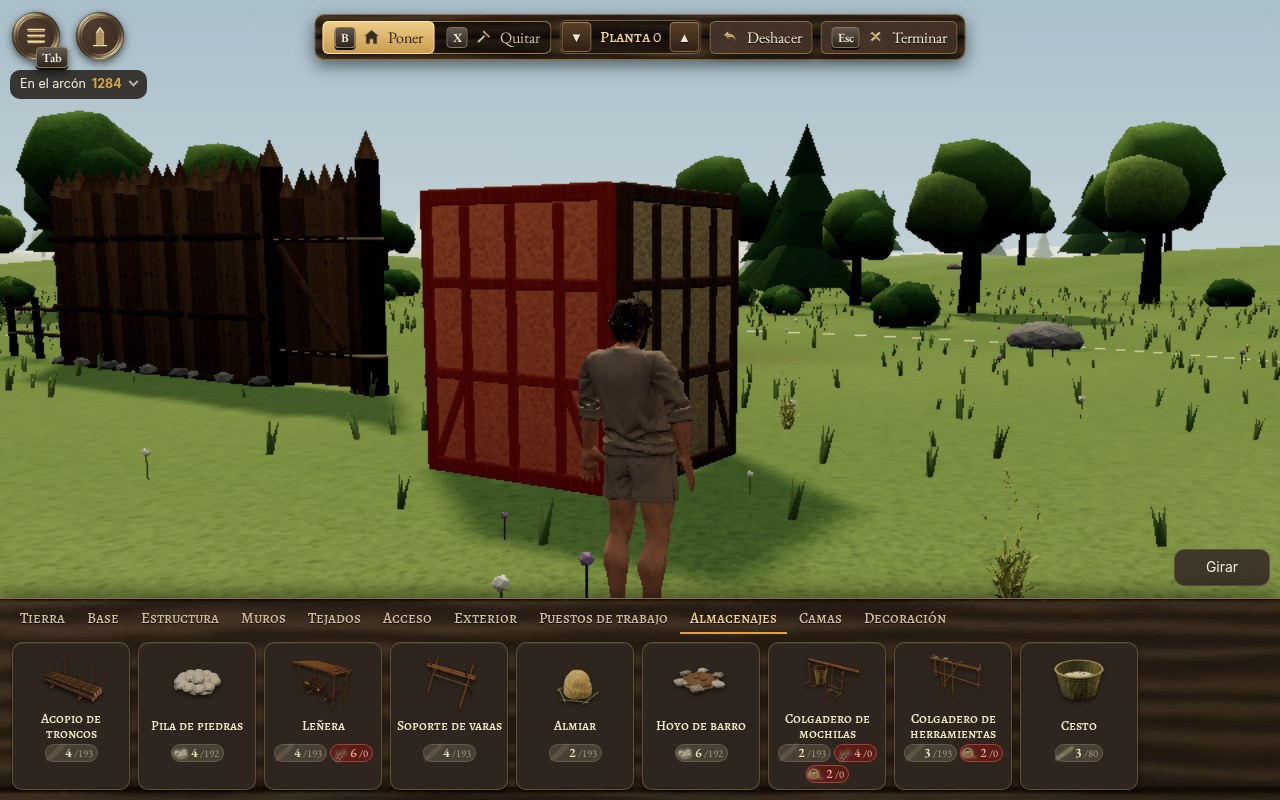 B Poner
X Quitar
▼ Planta 0 ▲
Deshacer
Esc Terminar
Tab
En el arcón 1284
Girar
Tierra Base Estructura Muros Tejados Acceso Exterior Puestos de trabajo Almacenajes Camas Decoración
Acopio de troncos
4 /193
Pila de piedras
4 /192
Leñera
4 /193 6 /0
Soporte de varas
4 /193
Almiar
2 /193
Hoyo de barro
6 /192
Colgadero de mochilas
2 /193 4 /0
2 /0
Colgadero de herramientas
3 /193 2 /0
Cesto
3 /80